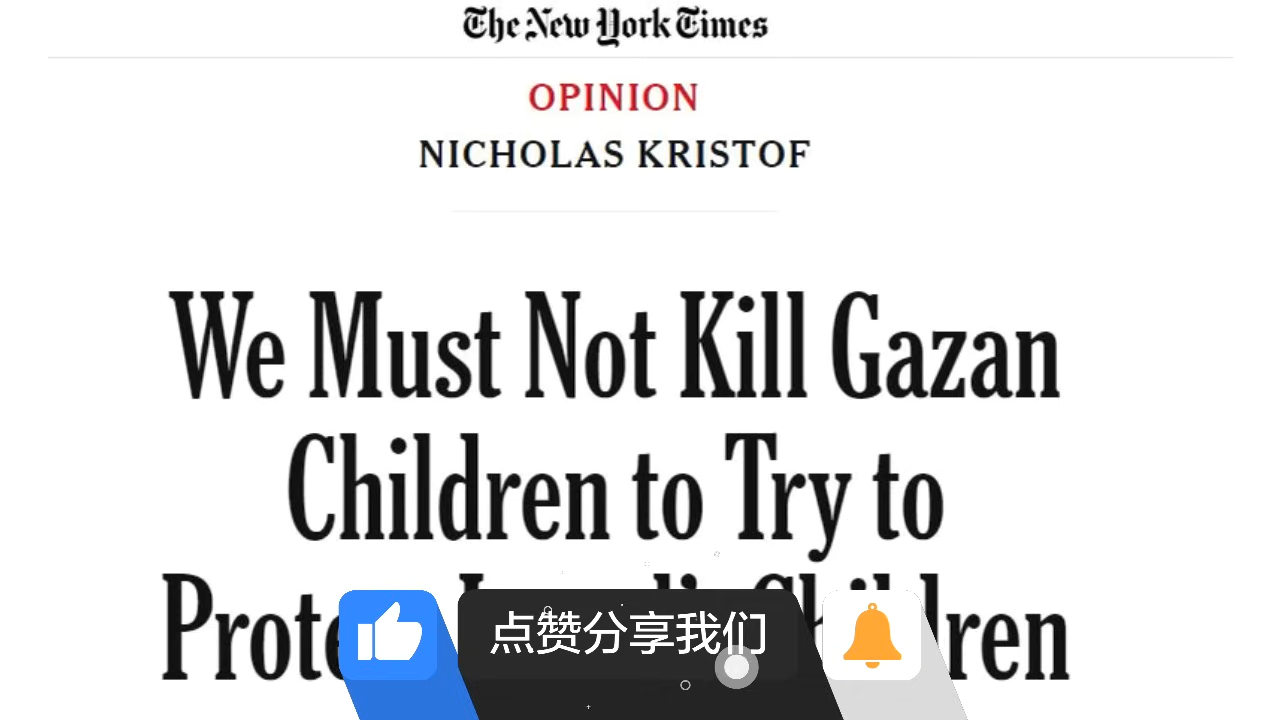 The New York Times
OPINION
NICHOLAS KRISTOF
We Must Not Kill Gazan
Children to Try to
点赞分享我们